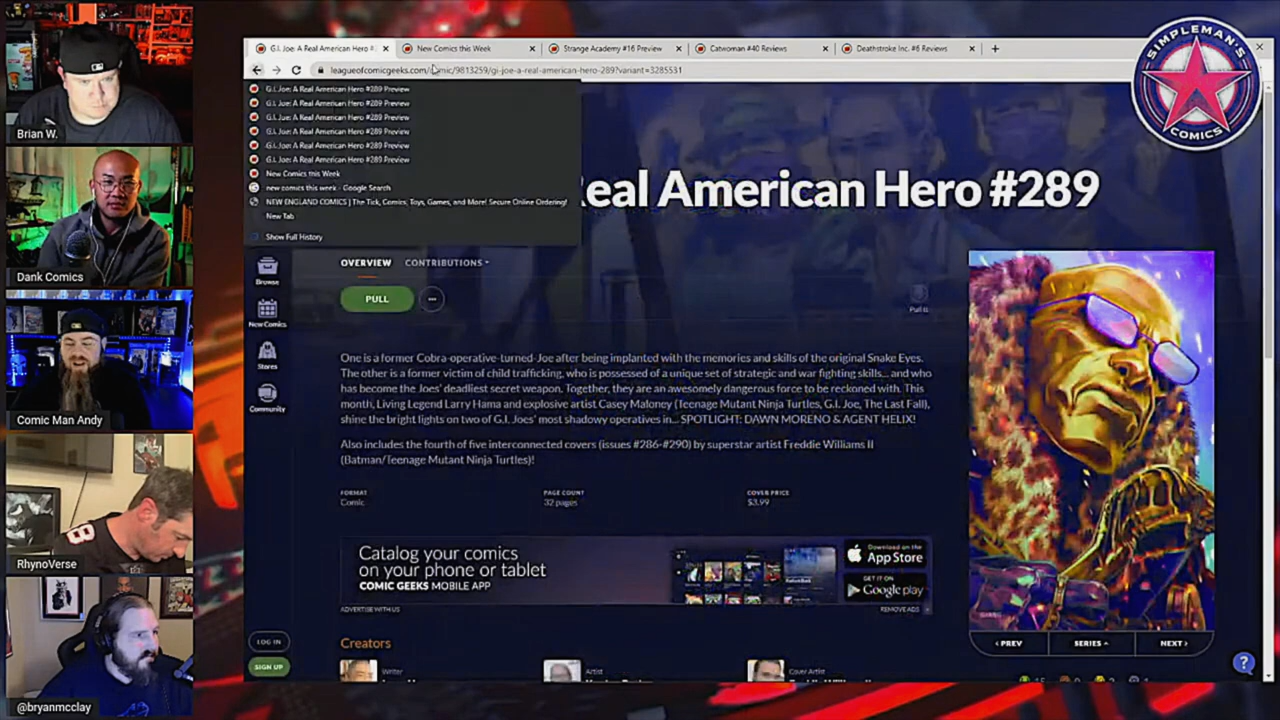 Brian W.
Dank Comics
Comic Man Andy
RhynoVerse
@bryanmcclay
G.I. Joe: A Real American Hero #
New Comics this Week
Strange Academy #16 Preview
Catwoman #40 Reviews
Deathstroke Inc. #6 Reviews
leagueofcomicgeeks.com/comic/9813259/gi-joe-a-real-american-hero-289?variant=3285531
G.I. Joe: A Real American Hero #289 Preview
G.I. Joe: A Real American Hero #289 Preview
G.I. Joe: A Real American Hero #289 Preview
G.I. Joe: A Real American Hero #289 Preview
G.I. Joe: A Real American Hero #289 Preview
G.I. Joe: A Real American Hero #289 Preview
New Comics this Week
new comics this week - Google Search
NEW ENGLAND COMICS | The Tick, Comics, Toys, Games, and More! Secure Online Ordering!
New Tab
Show Full History
SIMPLEMAN'S
COMICS
Real American Hero #289
Browse
New Comics
Stores
Community
LOG IN
SIGN UP
OVERVIEW
CONTRIBUTIONS
PULL
Pull It
One is a former Cobra-operative-turned-Joe after being implanted with the memories and skills of the original Snake Eyes.
The other is a former victim of child trafficking, who is possessed of a unique set of strategic and war fighting skills... and who
has become the Joes' deadliest secret weapon. Together, they are an awesomely dangerous force to be reckoned with. This
month, Living Legend Larry Hama and explosive artist Casey Maloney (Teenage Mutant Ninja Turtles, G.I. Joe, The Last Fall),
shine the bright lights on two of G.I. Joes' most shadowy operatives in... SPOTLIGHT: DAWN MORENO & AGENT HELIX!
Also includes the fourth of five interconnected covers (issues #286-#290) by superstar artist Freddie Williams II
(Batman/Teenage Mutant Ninja Turtles)!
FORMAT
Comic
PAGE COUNT
32 pages
COVER PRICE
$3.99
Catalog your comics
on your phone or tablet
COMIC GEEKS MOBILE APP
Download on the
App Store
GET IT ON
Google play
ADVERTISE WITH US
REMOVE ADS
Creators
Writer
Artist
Cover Artist
‹ PREV
SERIES
NEXT ›
?